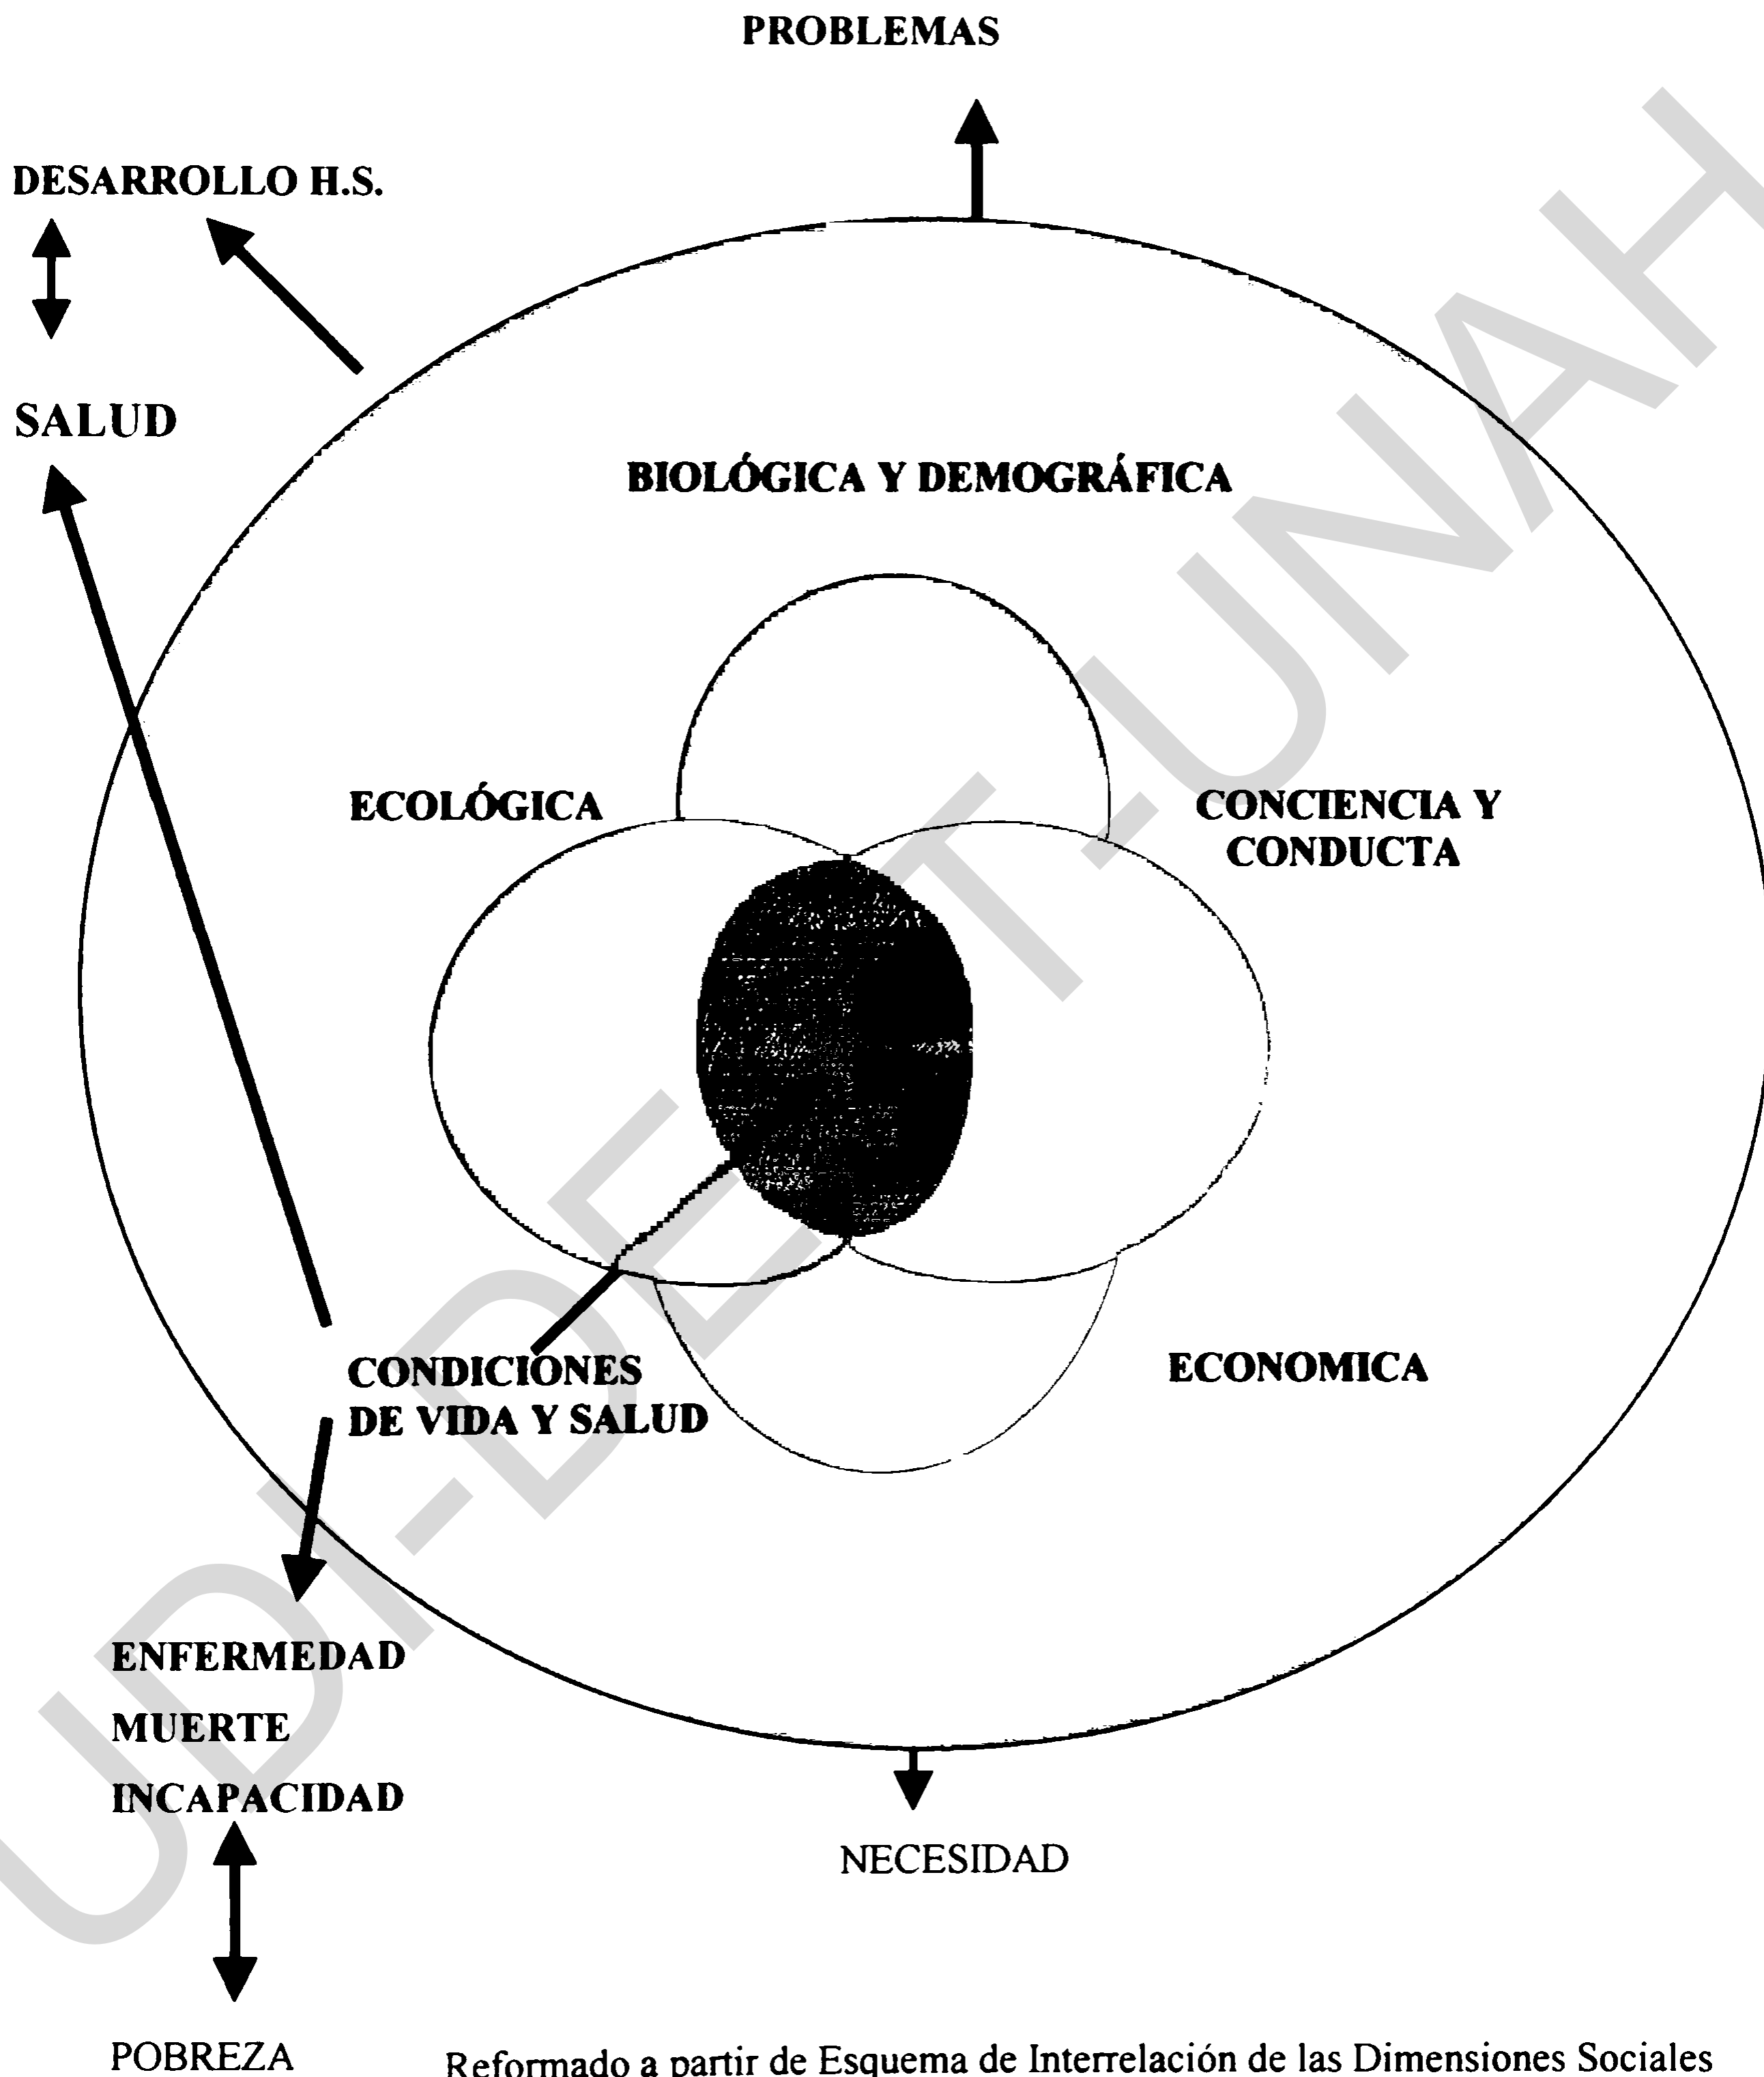 PROBLEMAS
DESARROLLO H.S.
SALUD
BIOLÓGICA Y DEMOGRÁFICA
ECOLÓGICA
CONCIENCIA Y
CONDUCTA
CONDICIONES
DE VIDA Y SALUD
ECONOMICA
ENFERMEDAD
MUERTE
INCAPACIDAD
NECESIDAD
POBREZA
Reformado a partir de Esquema de Interrelación de las Dimensiones Sociales
UDI-DEGT-UNAH